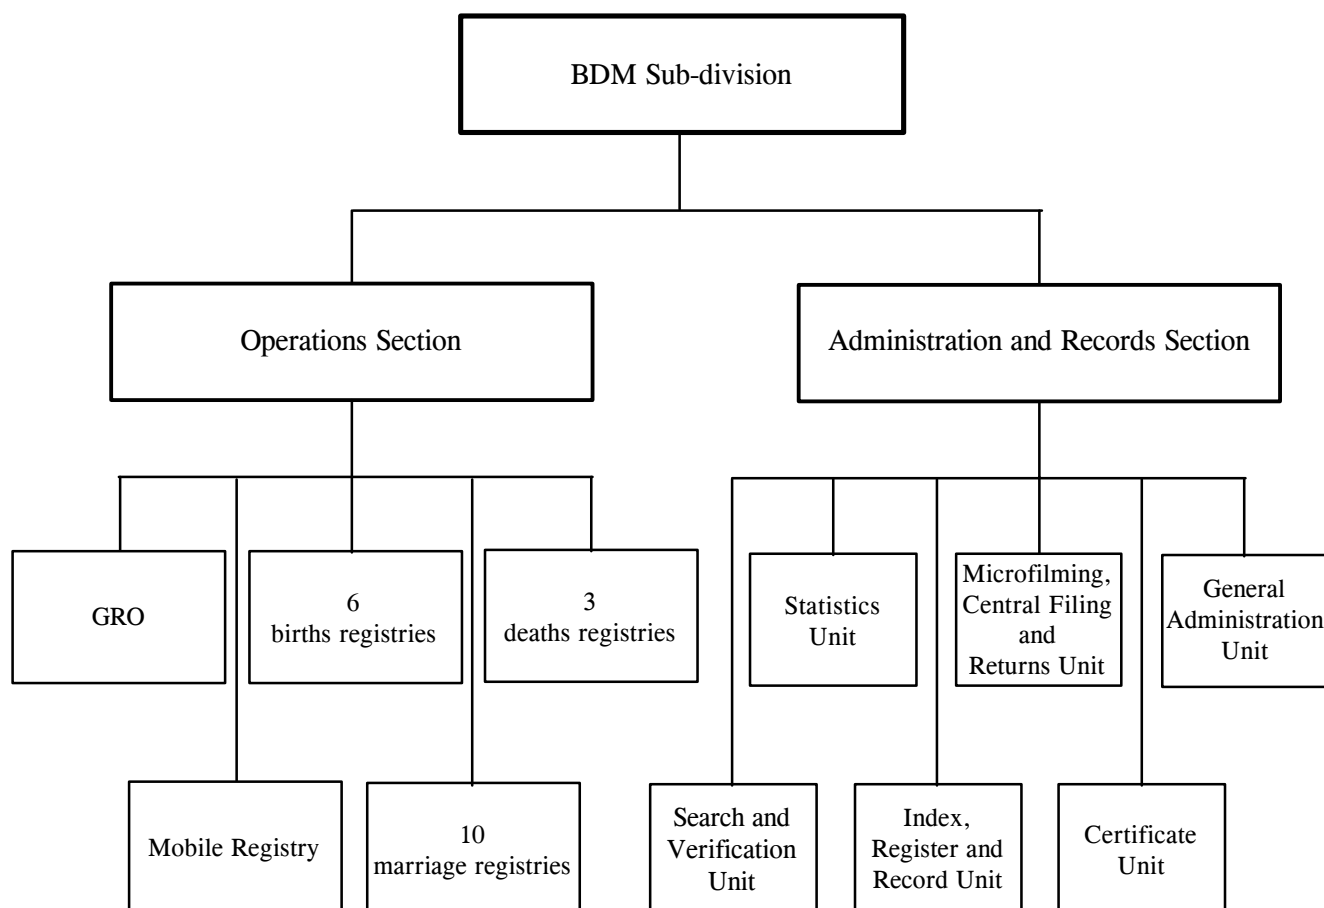 BDM Sub-division
Operations Section
Administration and Records Section
GRO
6
births registries
3
deaths registries
Statistics
Unit
Microfilming,
Central Filing
and
Returns Unit
General
Administration
Unit
Mobile Registry
10
marriage registries
Search and
Verification
Unit
Index,
Register and
Record Unit
Certificate
Unit